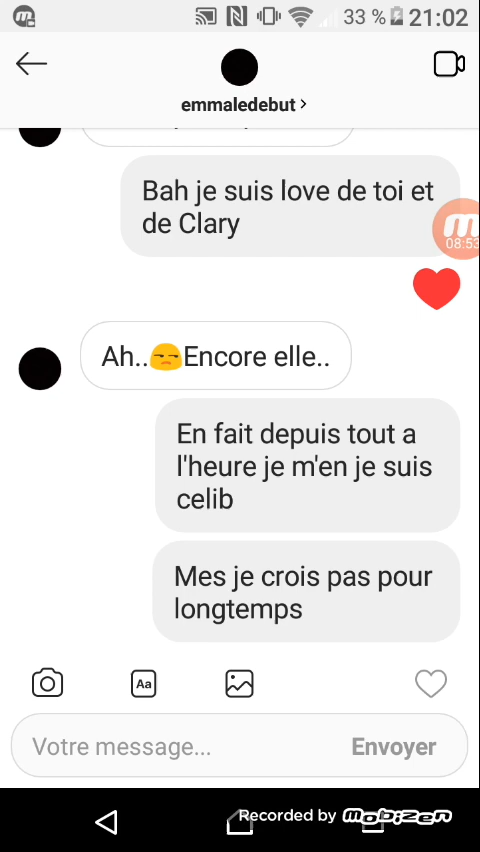 33 % 21:02
emmaledebut >
Bah je suis love de toi et
de Clary
08:53
Ah..😒Encore elle..
En fait depuis tout a
l'heure je m'en je suis
celib
Mes je crois pas pour
longtemps
Aa
Votre message... Envoyer
Recorded by Mobizen